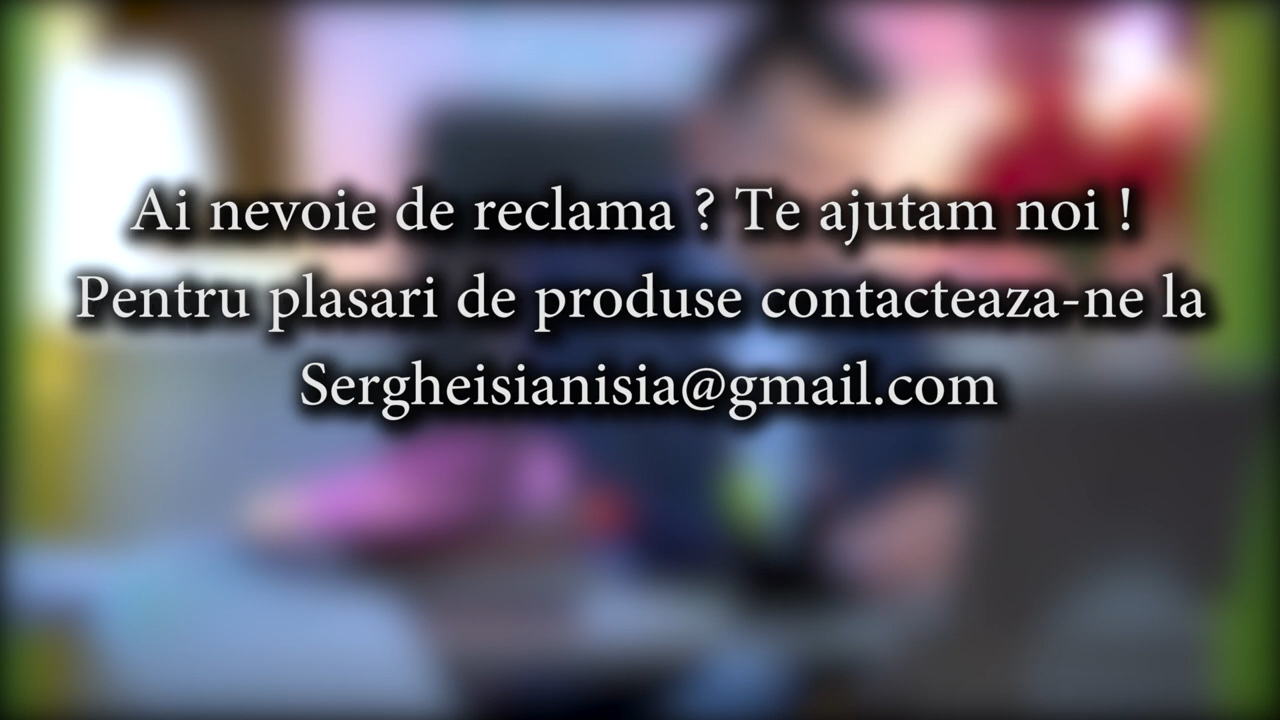 Ai nevoie de reclama ? Te ajutam noi !
Pentru plasari de produse contacteaza-ne la
Sergheisianisia@gmail.com